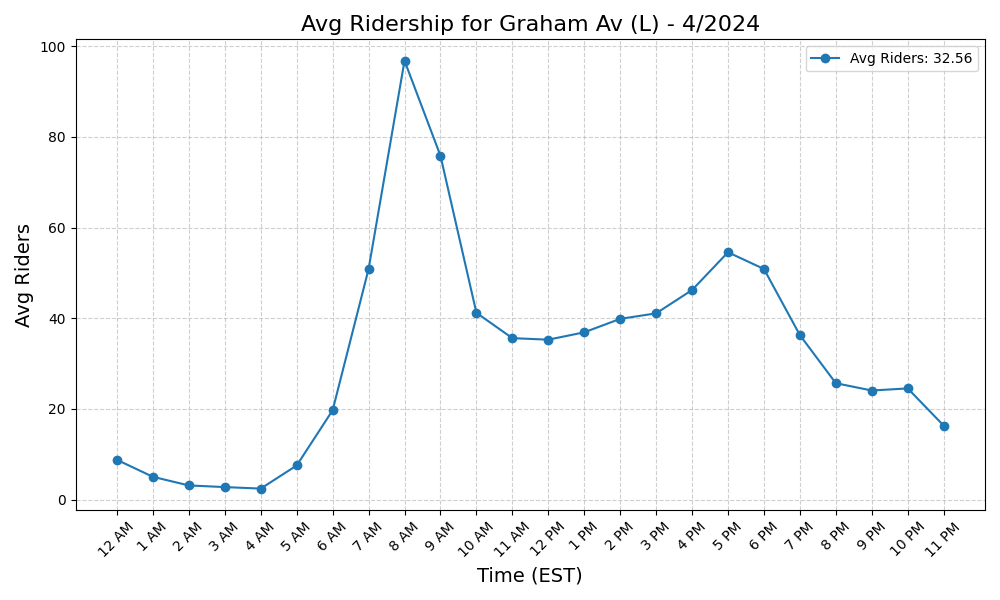 Avg Ridership for Graham Av (L) - 4/2024
Avg Riders: 32.56
Avg Riders
100
80
60
40
20
0
12 AM
1 AM
2 AM
3 AM
4 AM
5 AM
6 AM
7 AM
8 AM
9 AM
10 AM
11 AM
12 PM
1 PM
2 PM
3 PM
4 PM
5 PM
6 PM
7 PM
8 PM
9 PM
10 PM
11 PM
Time (EST)